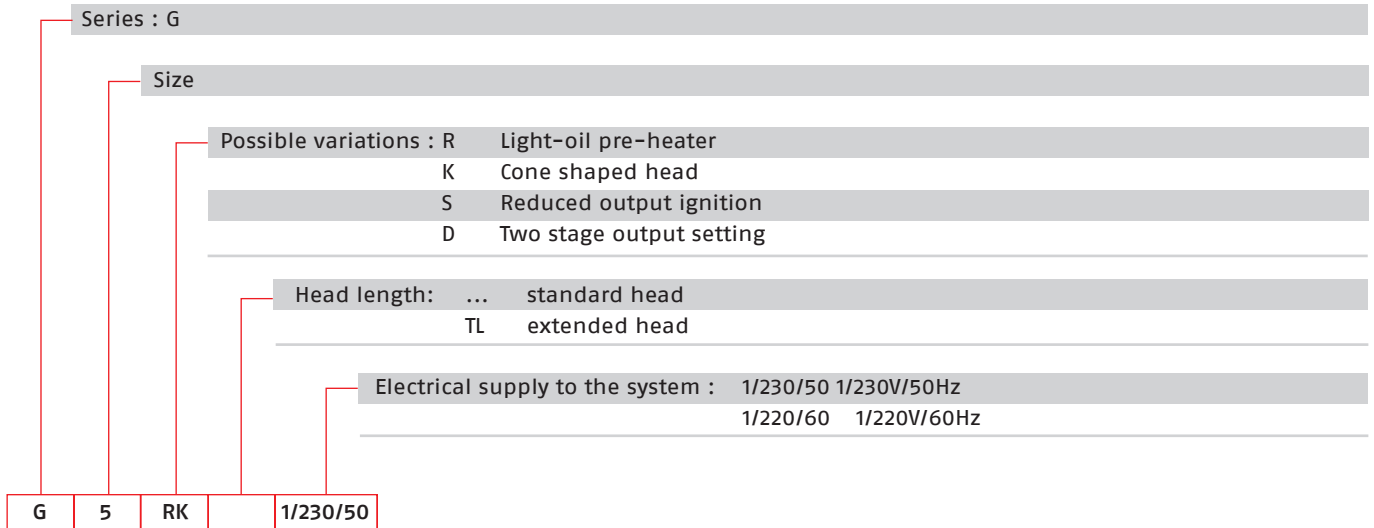 Series : G
Size
Possible variations : R Light-oil pre-heater
K Cone shaped head
S Reduced output ignition
D Two stage output setting
Head length: ... standard head
TL extended head
Electrical supply to the system : 1/230/50 1/230V/50Hz
1/220/60 1/220V/60Hz
G 5 RK 1/230/50